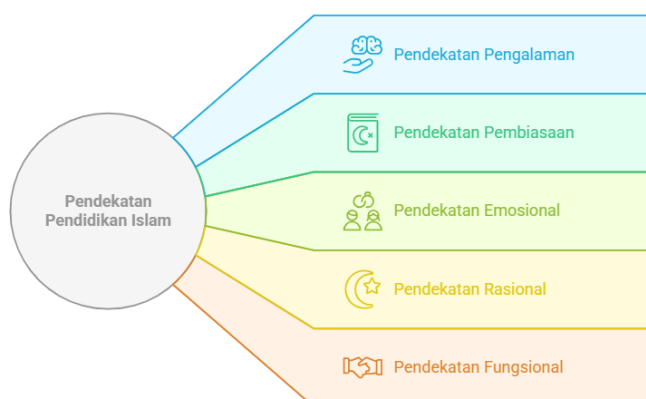 Pendekatan
Pendidikan Islam
Pendekatan Pengalaman
Pendekatan Pembiasaan
Pendekatan Emosional
Pendekatan Rasional
Pendekatan Fungsional